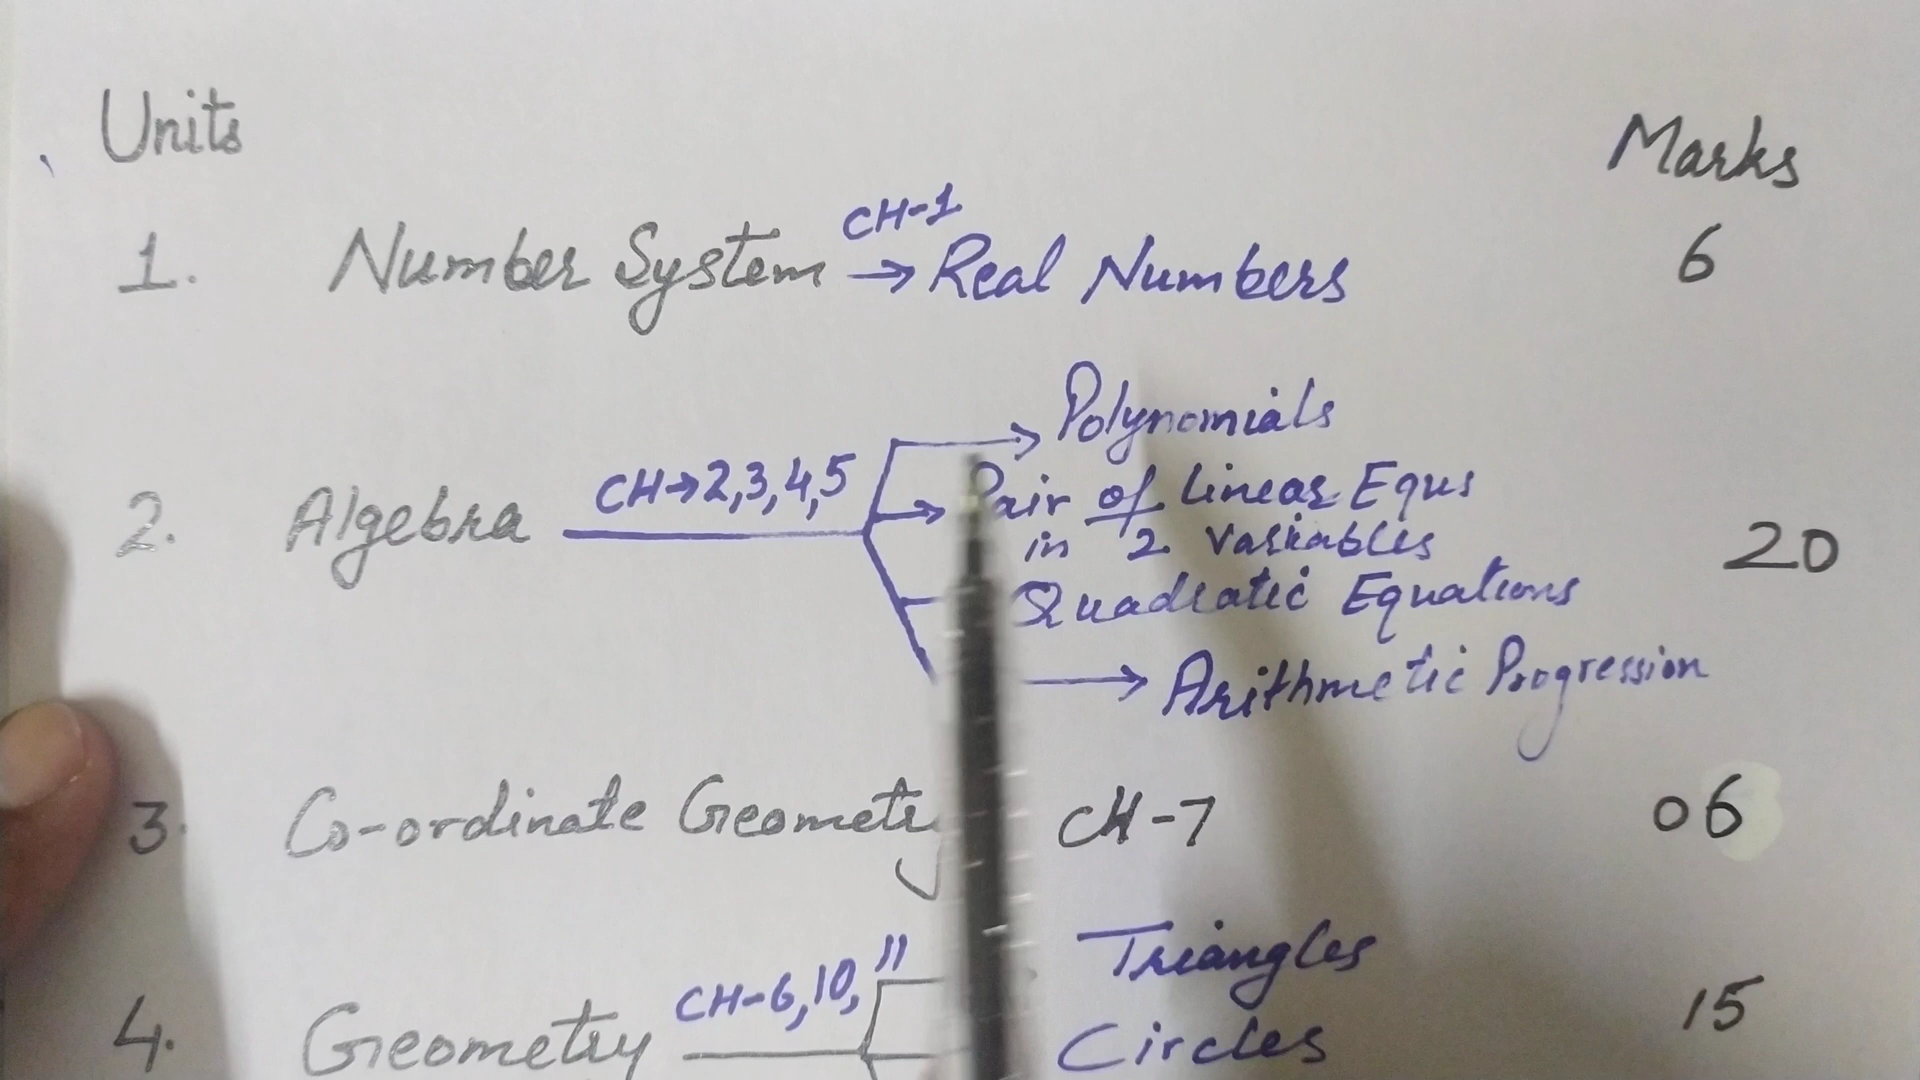 Units Marks
1. Number System CH-1 → Real Numbers 6
Polynomials
2. Algebra CH→2,3,4,5 Pair of Linear Equs
in 2 variables 20
Quadratic Equations
Arithmetic Progression
3. Co-ordinate Geometry CH-7 06
4. Geometry CH-6,10,11 Triangles 15
Circles